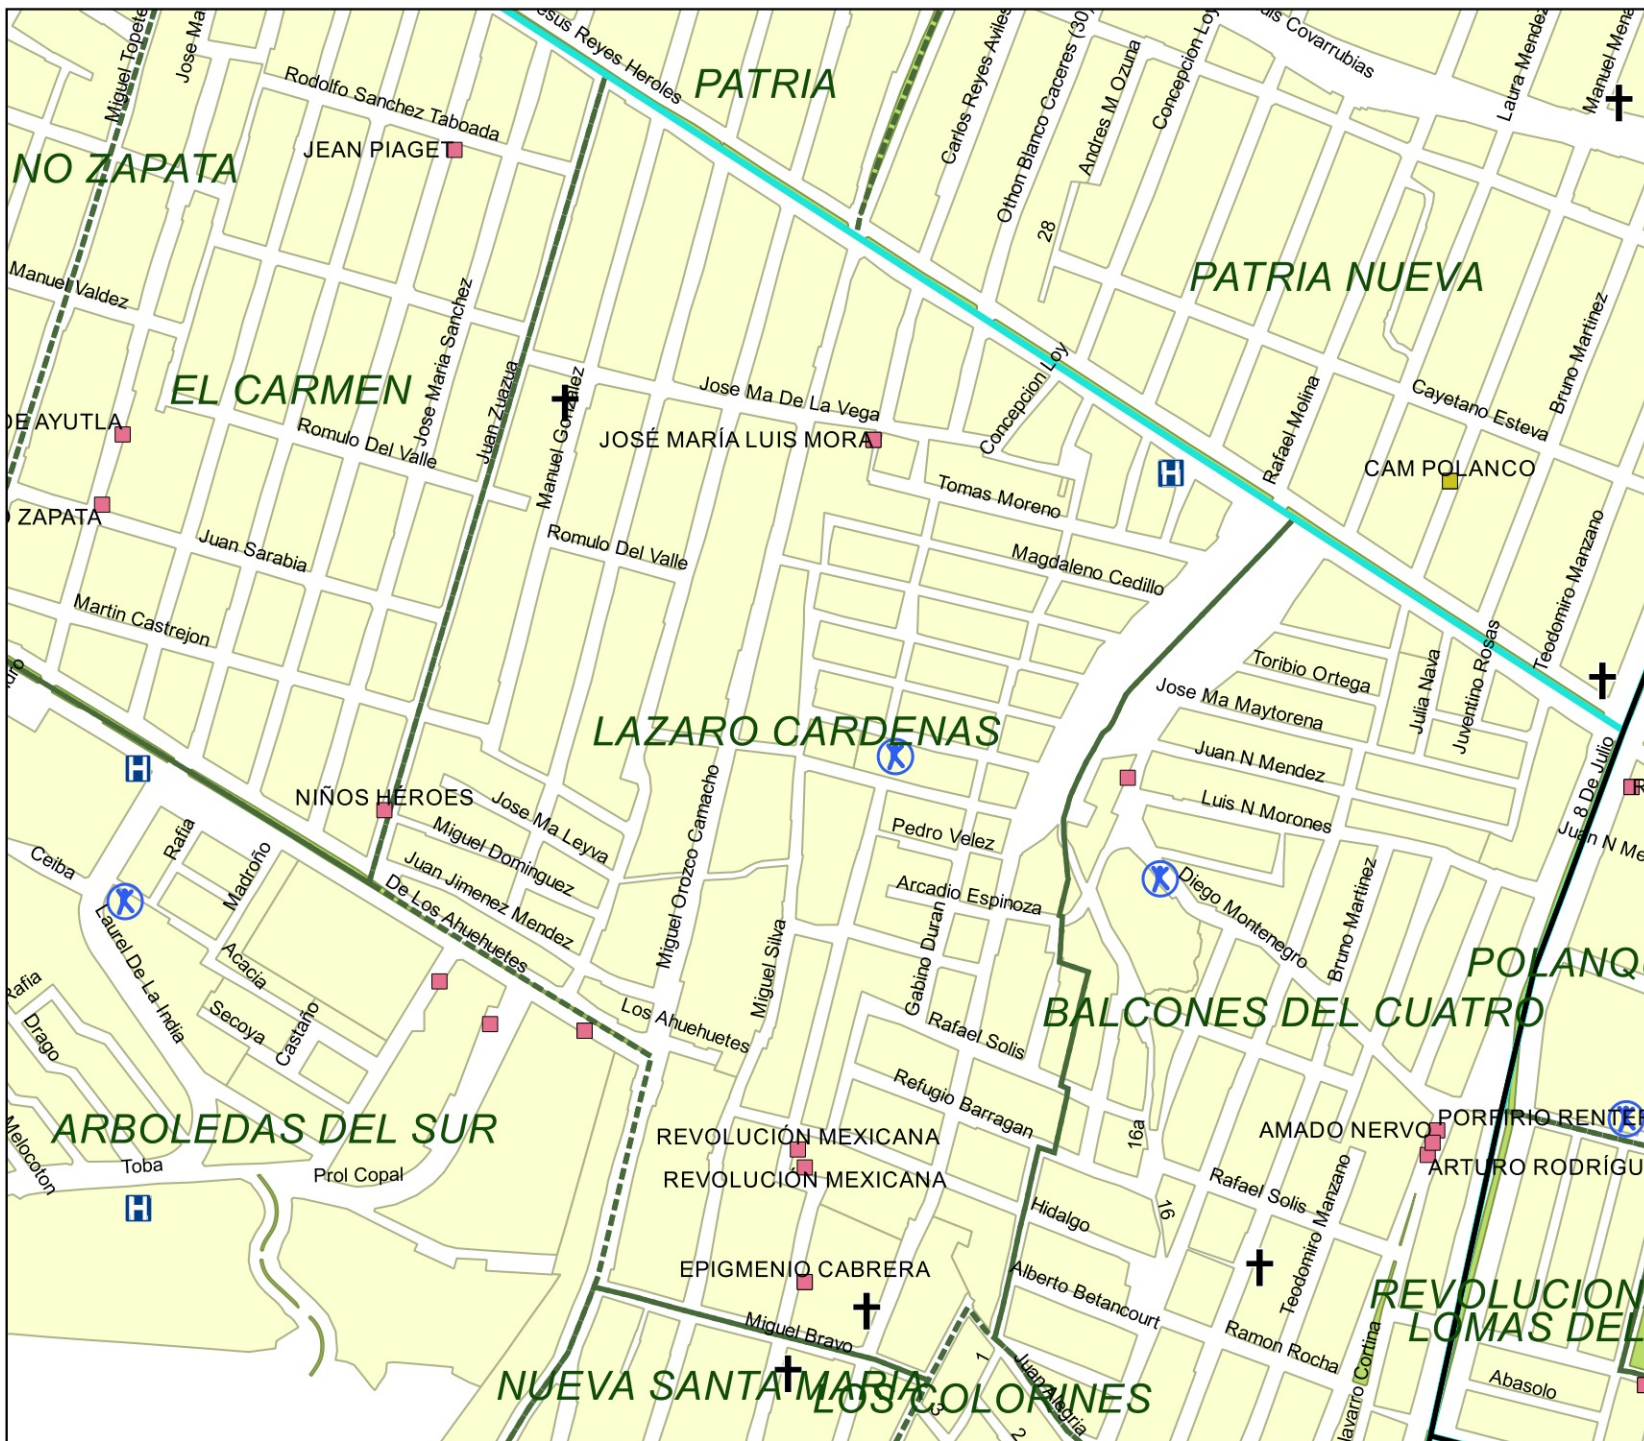 Miguel Topete
Jose Ma
Jesus Reyes Heroles
PATRIA
Carlos Reyes Aviles
Othon Blanco Caceres (30)
Andres M Ozuna
Concepcion Loy
Covarrubias
Laura Mendez
Manuel Mena
Rodolfo Sanchez Taboada
JEAN PIAGET
NO ZAPATA
28
Manuel Valdez
PATRIA NUEVA
Jose Maria Sanchez
Juan Zuazua
Manuel Gonzalez
EL CARMEN
Jose Ma De La Vega
Concepcion Loy
Rafael Molina
Cayetano Esteva
Bruno Martinez
DE AYUTLA
Romulo Del Valle
JOSÉ MARÍA LUIS MORA
CAM POLANCO
O ZAPATA
Tomas Moreno
Juan Sarabia
Romulo Del Valle
Magdaleno Cedillo
Teodomiro Manzano
Martin Castrejon
Toribio Ortega
Julia Nava
Juventino Rosas
Jose Ma Maytorena
LAZARO CARDENAS
Juan N Mendez
8 De Julio
NIÑOS HÉROES
Jose Ma Leyva
Miguel Orozco Camacho
Luis N Morones
R
Juan N Me
Miguel Dominguez
Pedro Velez
Ceiba
Rafia
Madroño
Juan Jimenez Mendez
De Los Ahuehuetes
Arcadio Espinoza
Diego Montenegro
Bruno Martinez
Laurel De La India
Acacia
Miguel Silva
Gabino Duran
POLANQ
Rafia
Drago
Secoya
Castaño
Los Ahuehuetes
Rafael Solis
BALCONES DEL CUATRO
Refugio Barragan
ARBOLEDAS DEL SUR
Melocoton
REVOLUCIÓN MEXICANA
16a
AMADO NERVO
PORFIRIO RENTER
Toba
Prol Copal
REVOLUCIÓN MEXICANA
ARTURO RODRÍGU
Rafael Solis
Teodomiro Manzano
Hidalgo
16
EPIGMENIO CABRERA
Alberto Betancourt
REVOLUCION
LOMAS DEL
Miguel Bravo
Ramon Rocha
Navarro Cortina
1
Juan Alegria
NUEVA SANTA MARIA
LOS COLORINES
Abasolo
3
2